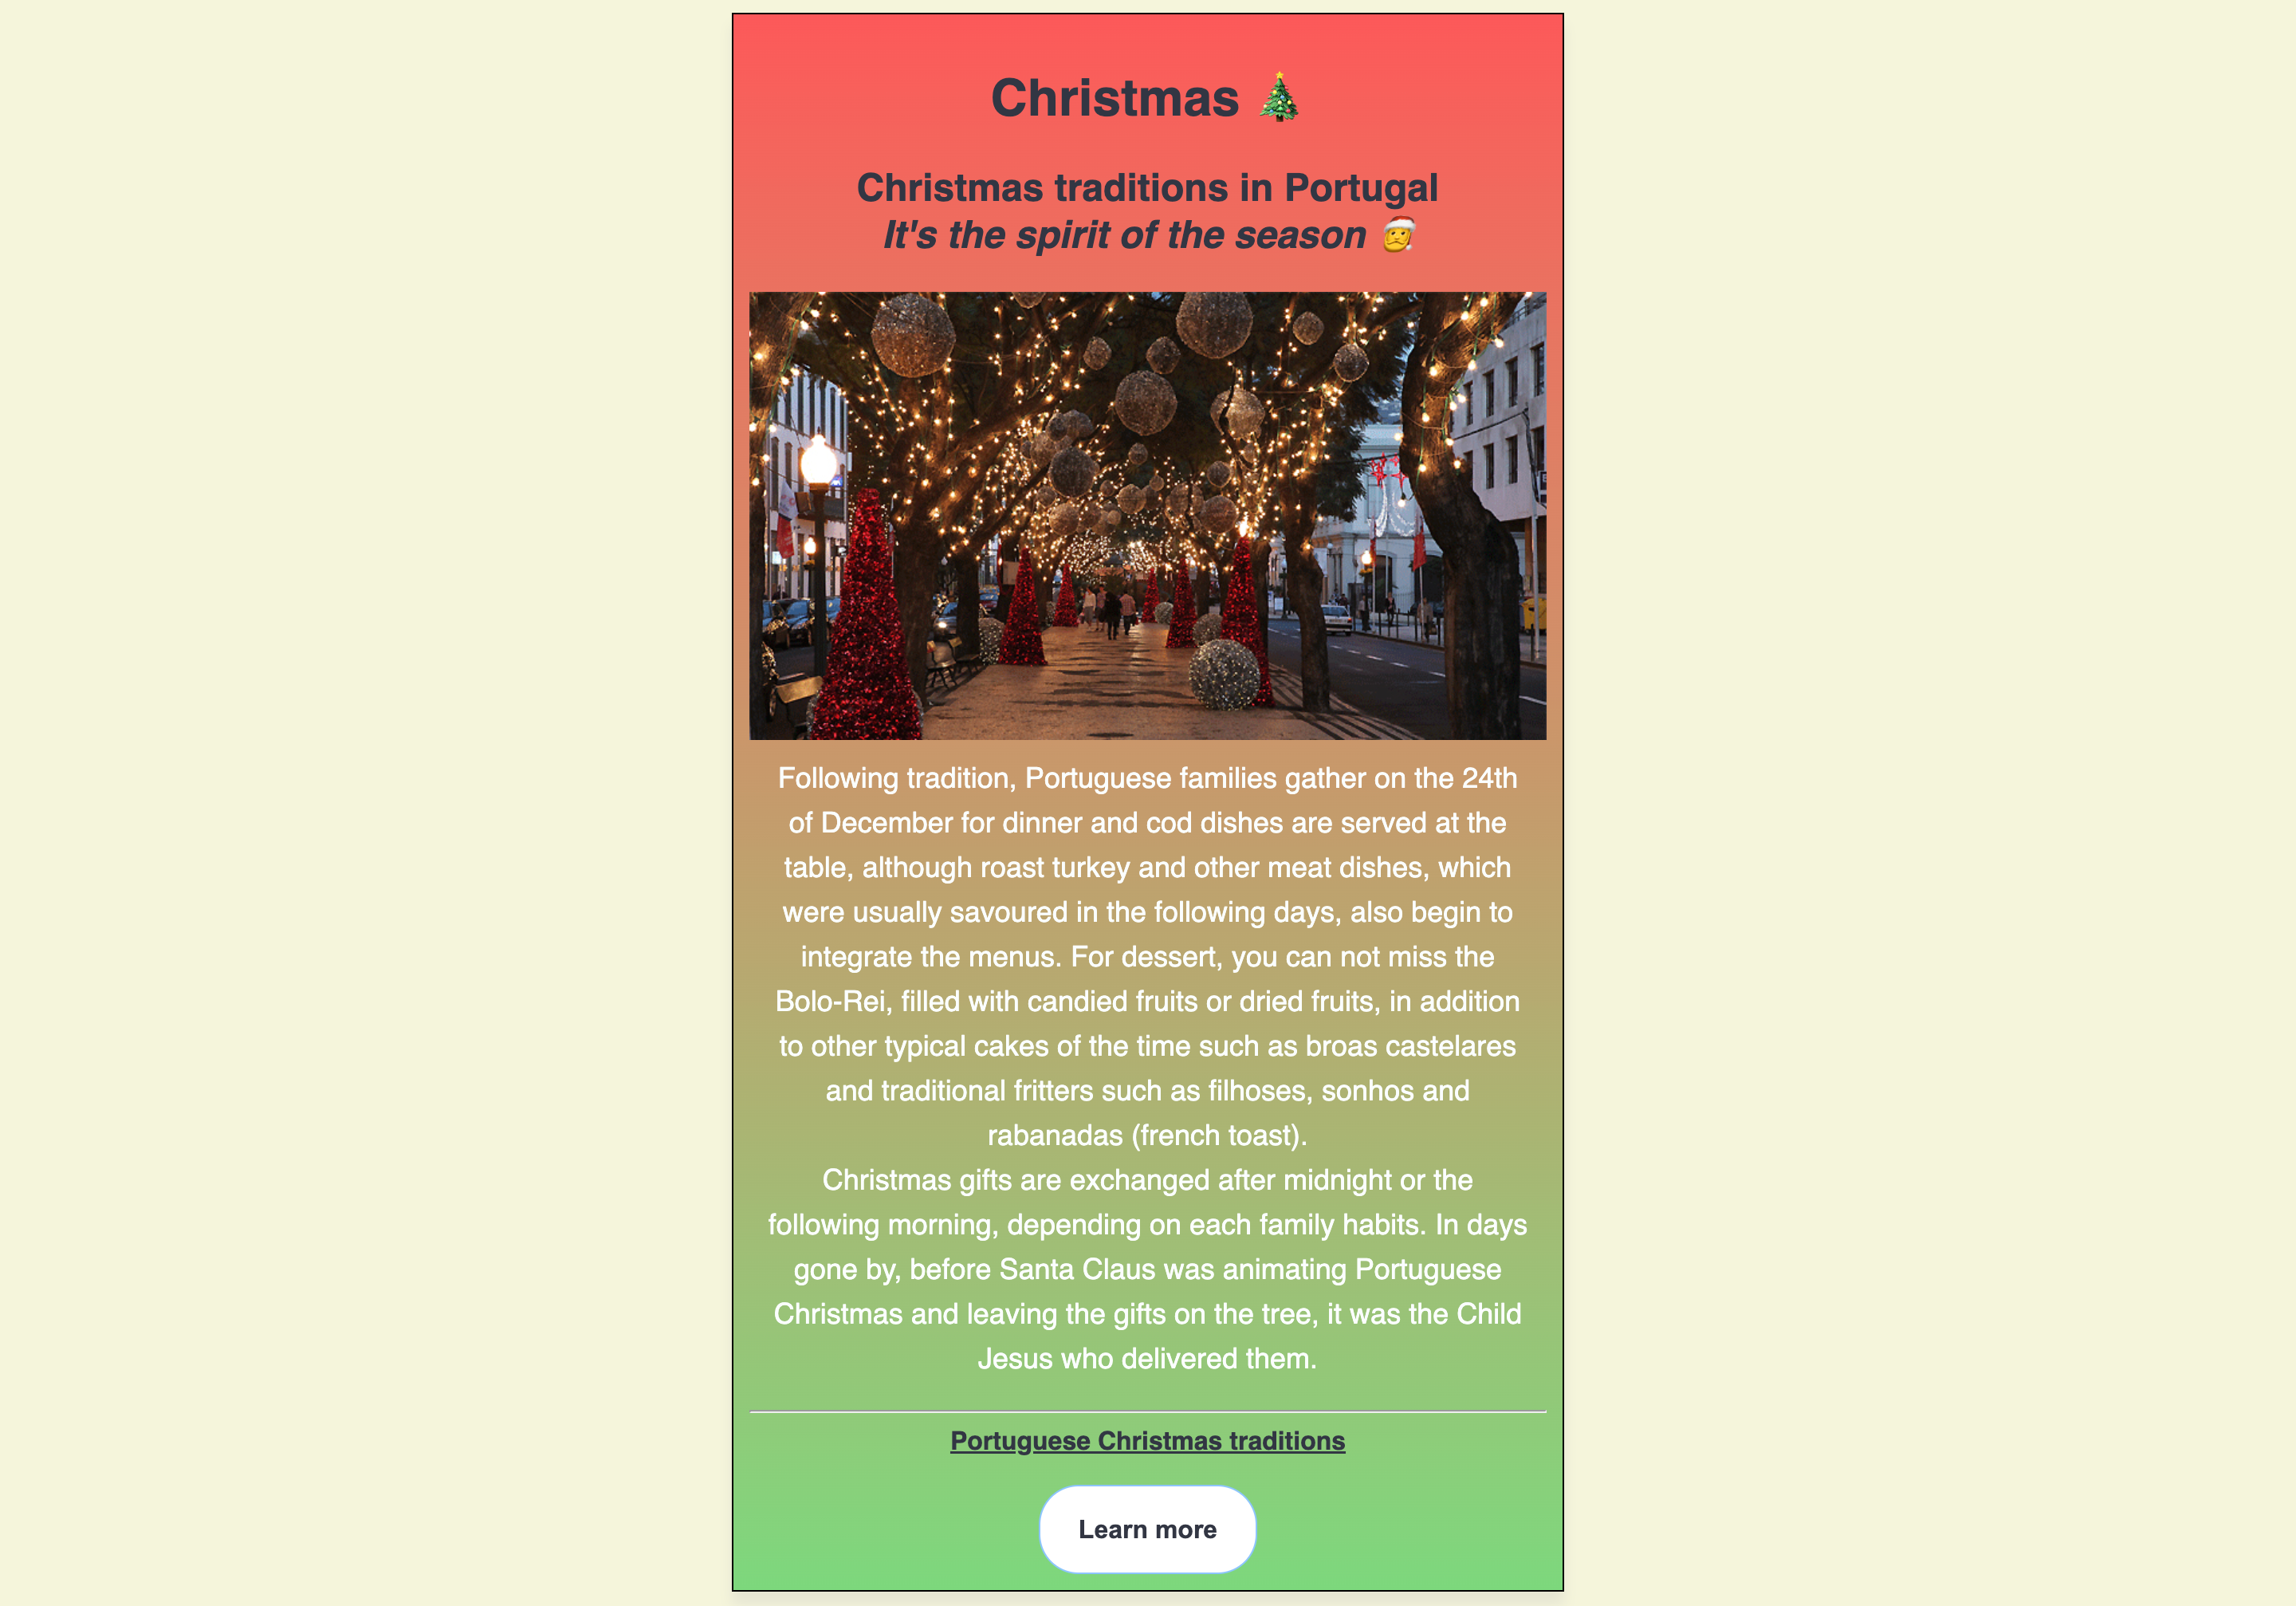 Christmas 🎄
Christmas traditions in Portugal
It's the spirit of the season 🎅
Following tradition, Portuguese families gather on the 24th
of December for dinner and cod dishes are served at the
table, although roast turkey and other meat dishes, which
were usually savoured in the following days, also begin to
integrate the menus. For dessert, you can not miss the
Bolo-Rei, filled with candied fruits or dried fruits, in addition
to other typical cakes of the time such as broas castelares
and traditional fritters such as filhoses, sonhos and
rabanadas (french toast).
Christmas gifts are exchanged after midnight or the
following morning, depending on each family habits. In days
gone by, before Santa Claus was animating Portuguese
Christmas and leaving the gifts on the tree, it was the Child
Jesus who delivered them.
Portuguese Christmas traditions
Learn more